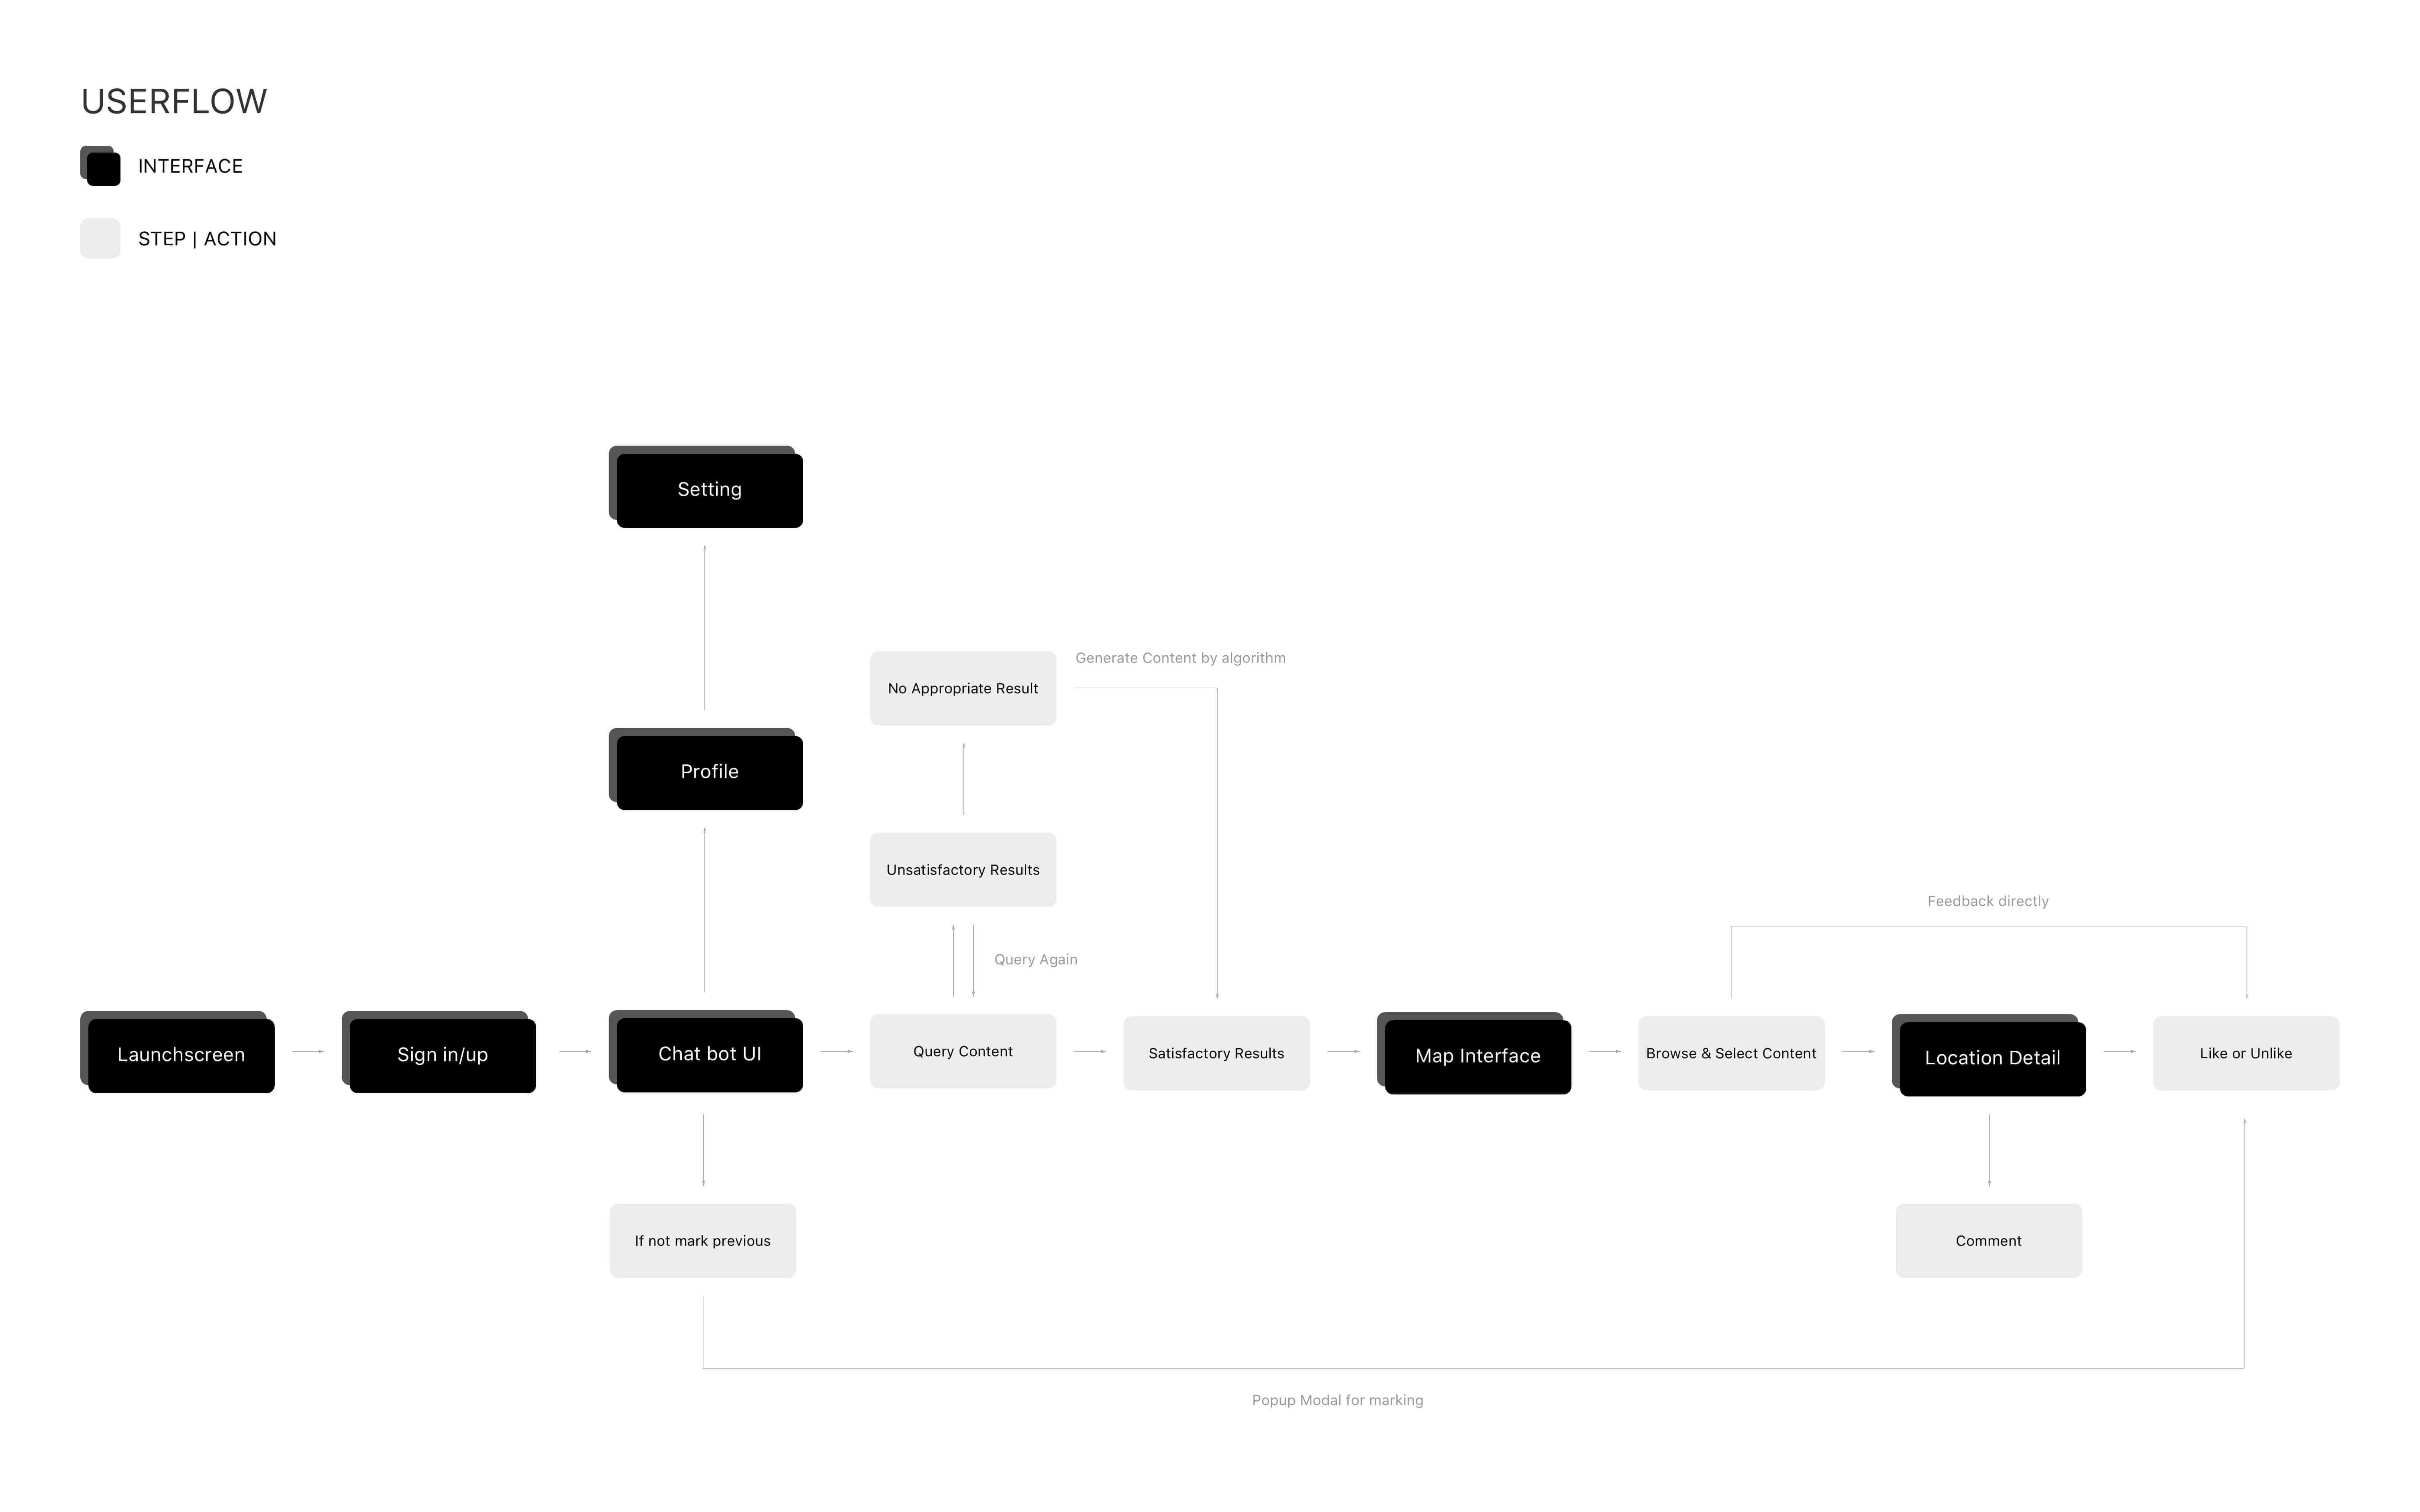 USERFLOW
INTERFACE
STEP | ACTION
Setting
No Appropriate Result
Generate Content by algorithm
Profile
Unsatisfactory Results
Query Again
Feedback directly
Launchscreen
Sign in/up
Chat bot UI
Query Content
Satisfactory Results
Map Interface
Browse & Select Content
Location Detail
Like or Unlike
If not mark previous
Comment
Popup Modal for marking